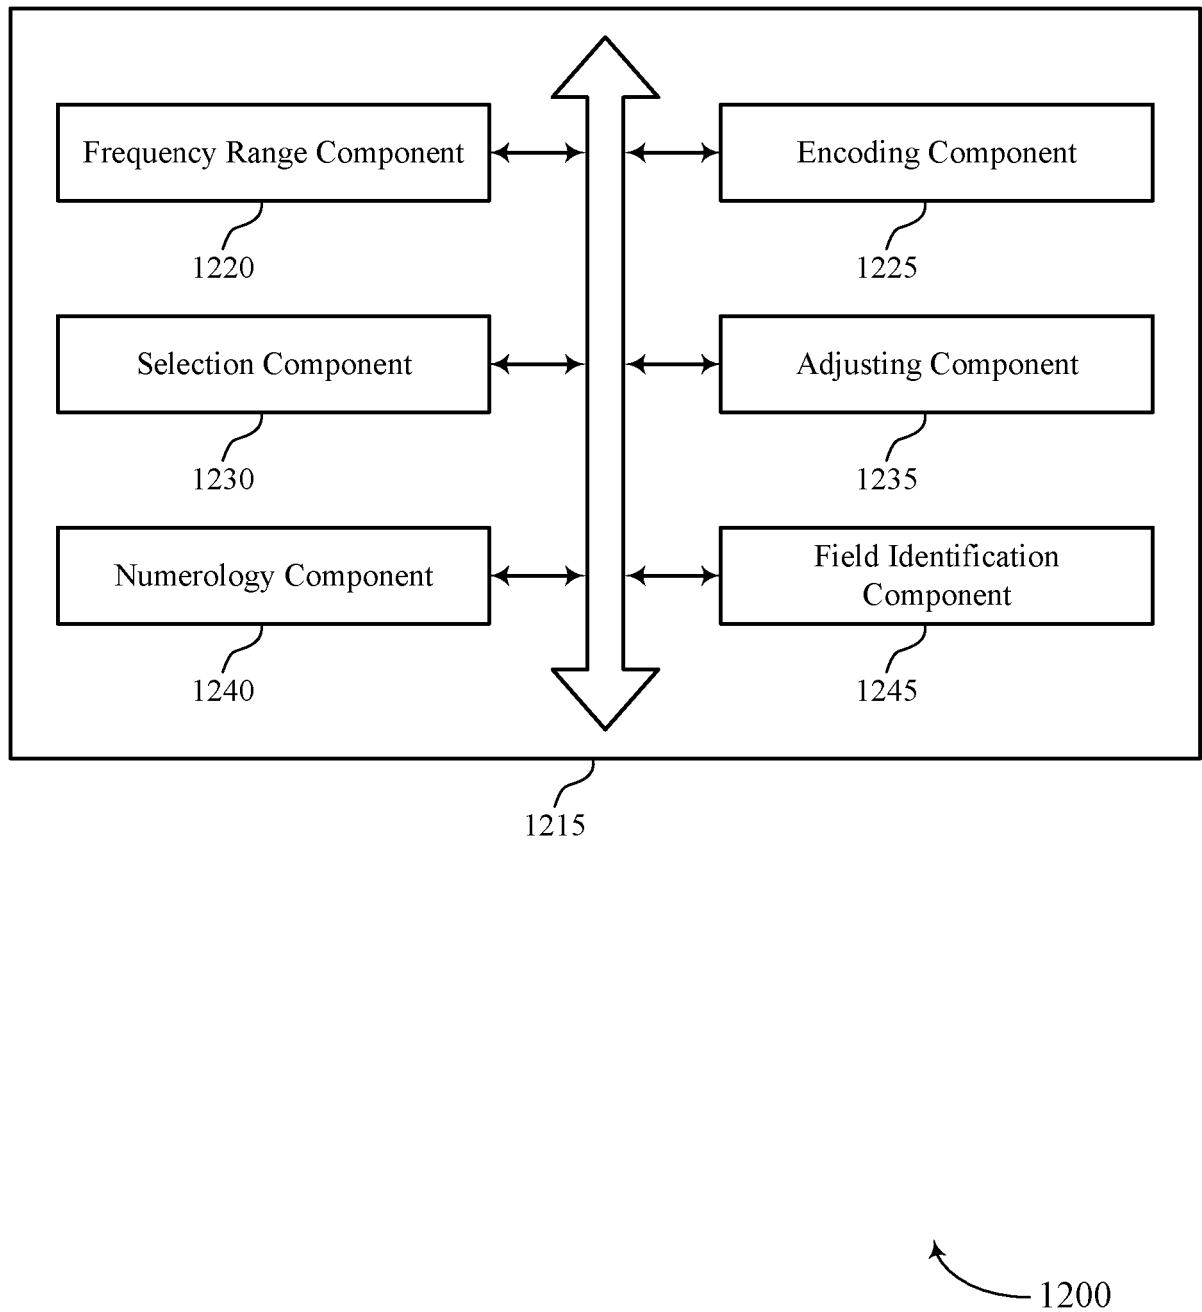 Frequency Range Component
1220
Encoding Component
1225
Selection Component
1230
Adjusting Component
1235
Numerology Component
1240
Field Identification
Component
1245
1215
1200